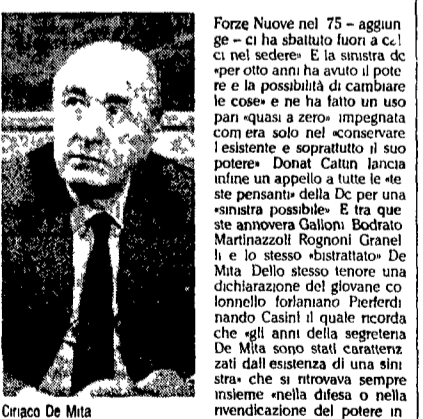 Forze Nuove nel 75 – aggiun
ge – ci ha sbattuto fuori a cal
ci nel sedere» E la sinistra dc
«per otto anni ha avuto il pote
re e la possibilità di cambiare
le cose» e ne ha fatto un uso
pari «quasi a zero» impegnata
com era solo nel «conservare
l esistente e soprattutto il suo
potere» Donat Cattin lancia
infine un appello a tutte le «te
ste pensanti» della Dc per una
«sinistra possibile» E tra que
ste annovera Galloni Bodrato
Martinazzoli Rognoni Granel
li e lo stesso «bistrattato» De
Mita Dello stesso tenore una
dichiarazione del giovane co
lonnello forlaniano Pierferdi
nando Casini il quale ricorda
che «gli anni della segreteria
De Mita sono stati caratteriz
zati dall esistenza di una sini
stra» che si ritrovava sempre
insieme «nella difesa o nella
rivendicazione del potere in
Ciriaco De Mita